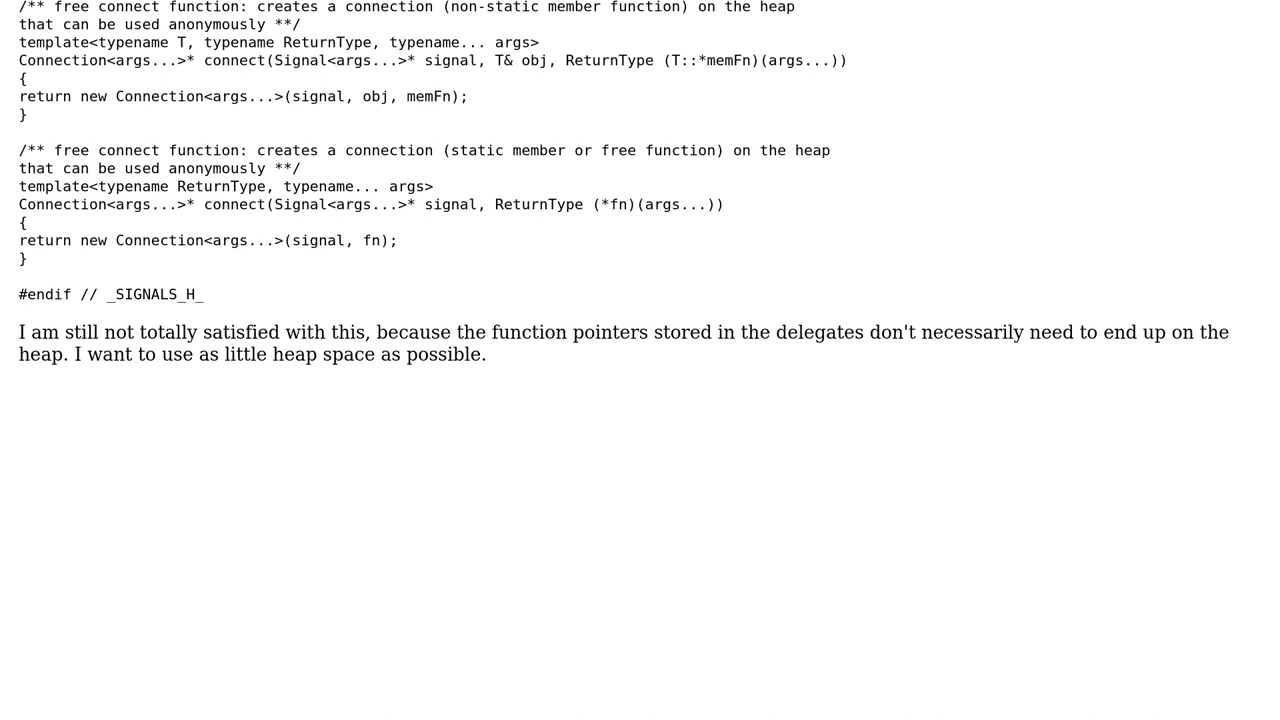 /** free connect function: creates a connection (non-static member function) on the heap
that can be used anonymously **/
template<typename T, typename ReturnType, typename... args>
Connection<args...>* connect(Signal<args...>* signal, T& obj, ReturnType (T::*memFn)(args...))
{
return new Connection<args...>(signal, obj, memFn);
}
/** free connect function: creates a connection (static member or free function) on the heap
that can be used anonymously **/
template<typename ReturnType, typename... args>
Connection<args...>* connect(Signal<args...>* signal, ReturnType (*fn)(args...))
{
return new Connection<args...>(signal, fn);
}
#endif // _SIGNALS_H_
I am still not totally satisfied with this, because the function pointers stored in the delegates don't necessarily need to end up on the
heap. I want to use as little heap space as possible.